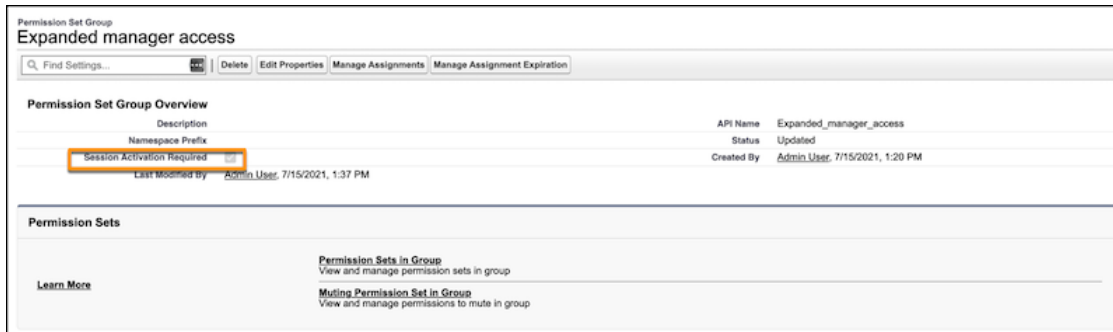 Permission Set Group
Expanded manager access
Find Settings...
Delete
Edit Properties
Manage Assignments
Manage Assignment Expiration
Permission Set Group Overview
Description
API Name Expanded_manager_access
Namespace Prefix
Status Updated
Session Activation Required
Created By Admin User, 7/15/2021, 1:20 PM
Last Modified By Admin User, 7/15/2021, 1:37 PM
Permission Sets
Permission Sets in Group
View and manage permission sets in group
Learn More
Muting Permission Set in Group
View and manage permissions to mute in group